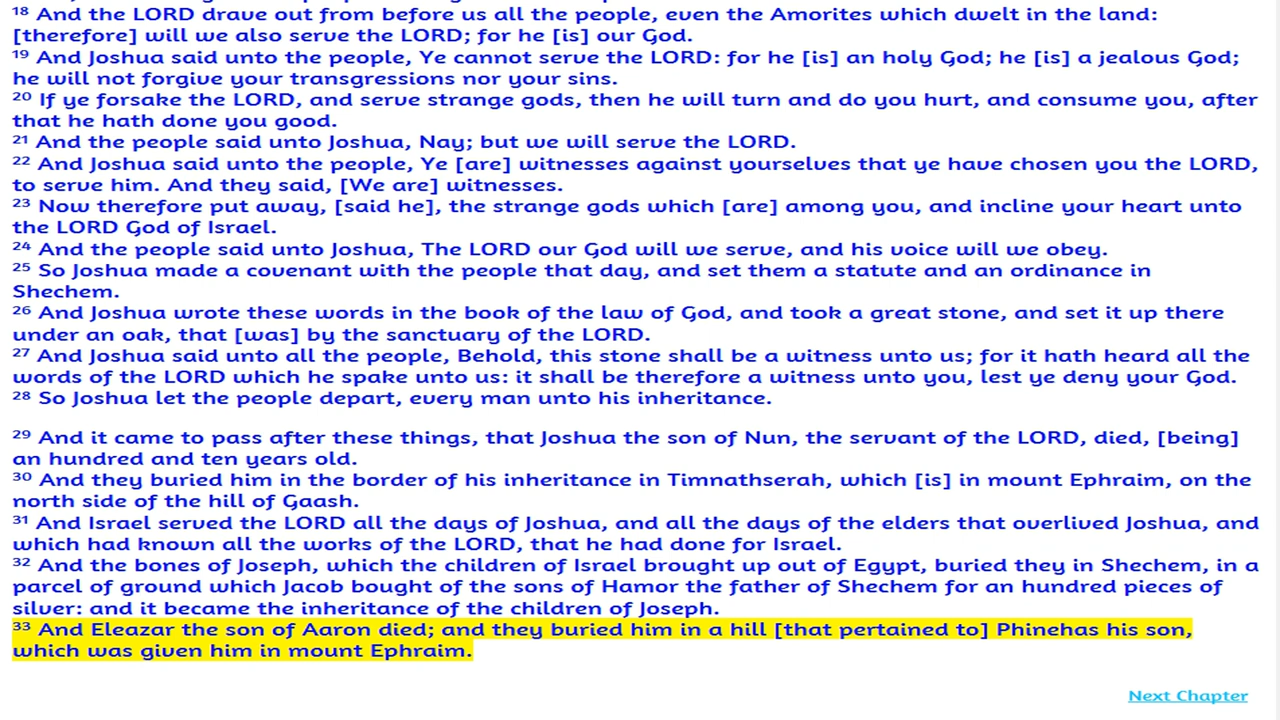 18 And the LORD drave out from before us all the people, even the Amorites which dwelt in the land:
[therefore] will we also serve the LORD; for he [is] our God.
19 And Joshua said unto the people, Ye cannot serve the LORD: for he [is] an holy God; he [is] a jealous God;
he will not forgive your transgressions nor your sins.
20 If ye forsake the LORD, and serve strange gods, then he will turn and do you hurt, and consume you, after
that he hath done you good.
21 And the people said unto Joshua, Nay; but we will serve the LORD.
22 And Joshua said unto the people, Ye [are] witnesses against yourselves that ye have chosen you the LORD,
to serve him. And they said, [We are] witnesses.
23 Now therefore put away, [said he], the strange gods which [are] among you, and incline your heart unto
the LORD God of Israel.
24 And the people said unto Joshua, The LORD our God will we serve, and his voice will we obey.
25 So Joshua made a covenant with the people that day, and set them a statute and an ordinance in
Shechem.
26 And Joshua wrote these words in the book of the law of God, and took a great stone, and set it up there
under an oak, that [was] by the sanctuary of the LORD.
27 And Joshua said unto all the people, Behold, this stone shall be a witness unto us; for it hath heard all the
words of the LORD which he spake unto us: it shall be therefore a witness unto you, lest ye deny your God.
28 So Joshua let the people depart, every man unto his inheritance.
29 And it came to pass after these things, that Joshua the son of Nun, the servant of the LORD, died, [being]
an hundred and ten years old.
30 And they buried him in the border of his inheritance in Timnathserah, which [is] in mount Ephraim, on the
north side of the hill of Gaash.
31 And Israel served the LORD all the days of Joshua, and all the days of the elders that overlived Joshua, and
which had known all the works of the LORD, that he had done for Israel.
32 And the bones of Joseph, which the children of Israel brought up out of Egypt, buried they in Shechem, in a
parcel of ground which Jacob bought of the sons of Hamor the father of Shechem for an hundred pieces of
silver: and it became the inheritance of the children of Joseph.
33 And Eleazar the son of Aaron died; and they buried him in a hill [that pertained to] Phinehas his son,
which was given him in mount Ephraim.
Next Chapter